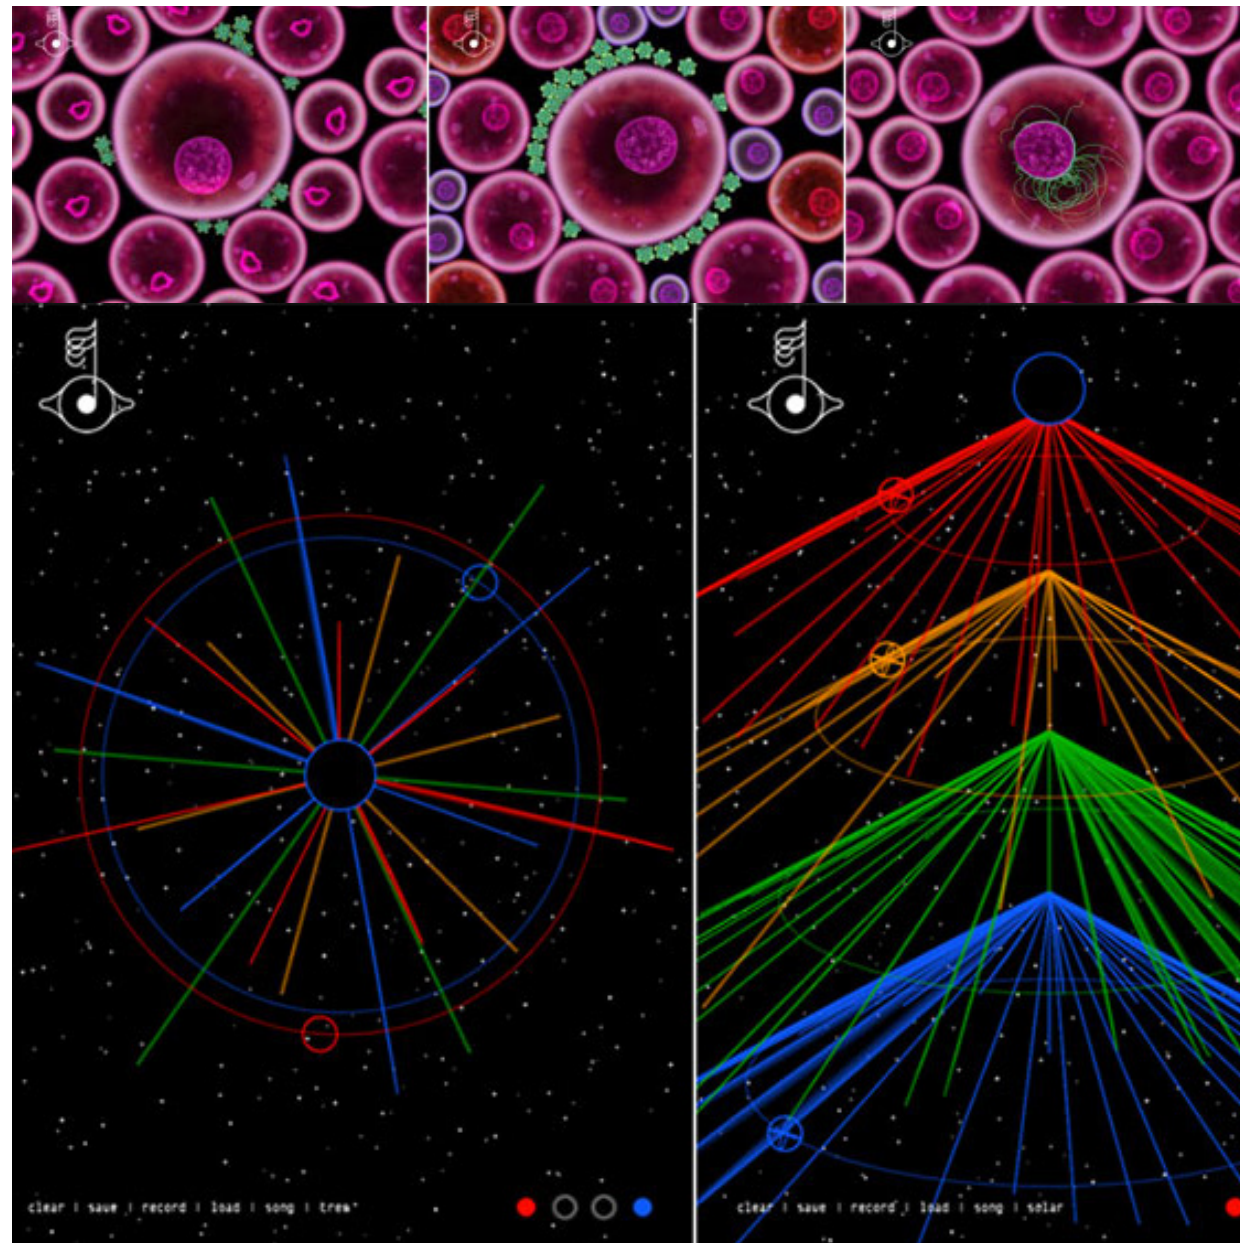 clear | save | record | load | song | tree
clear | save | record | load | song | solar